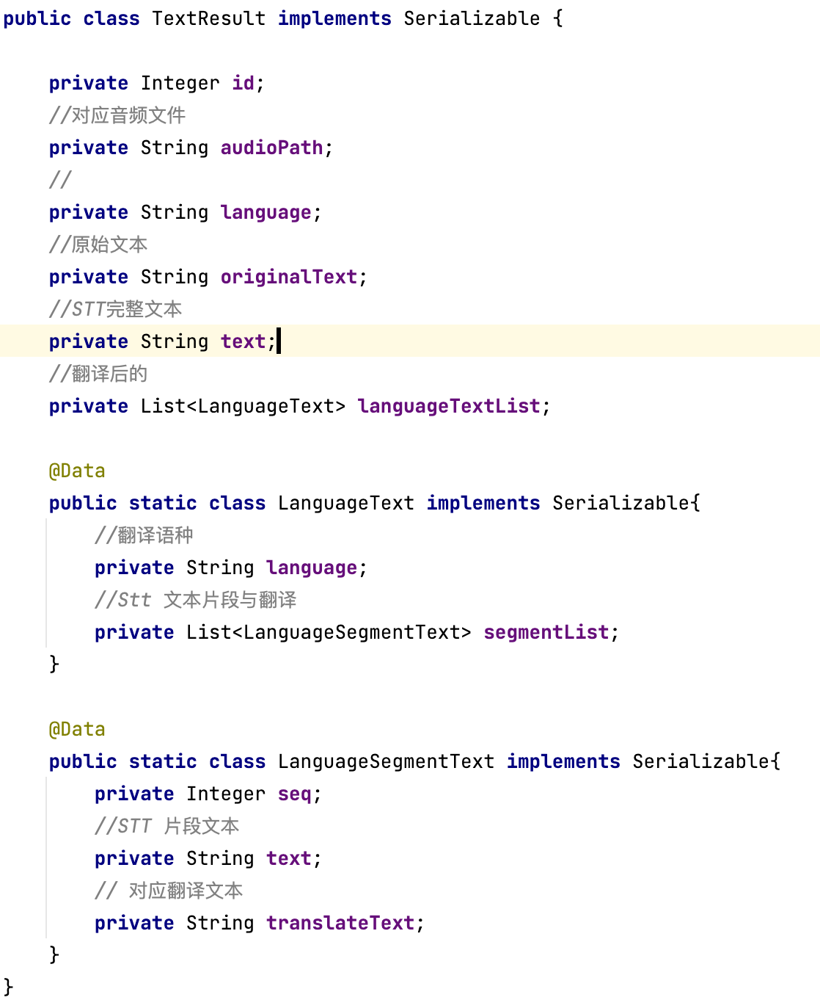 public class TextResult implements Serializable {
private Integer id;
//对应音频文件
private String audioPath;
//
private String language;
//原始文本
private String originalText;
//STT完整文本
private String text;
//翻译后的
private List<LanguageText> languageTextList;
@Data
public static class LanguageText implements Serializable{
//翻译语种
private String language;
//Stt 文本片段与翻译
private List<LanguageSegmentText> segmentList;
}
@Data
public static class LanguageSegmentText implements Serializable{
private Integer seq;
//STT 片段文本
private String text;
// 对应翻译文本
private String translateText;
}
}